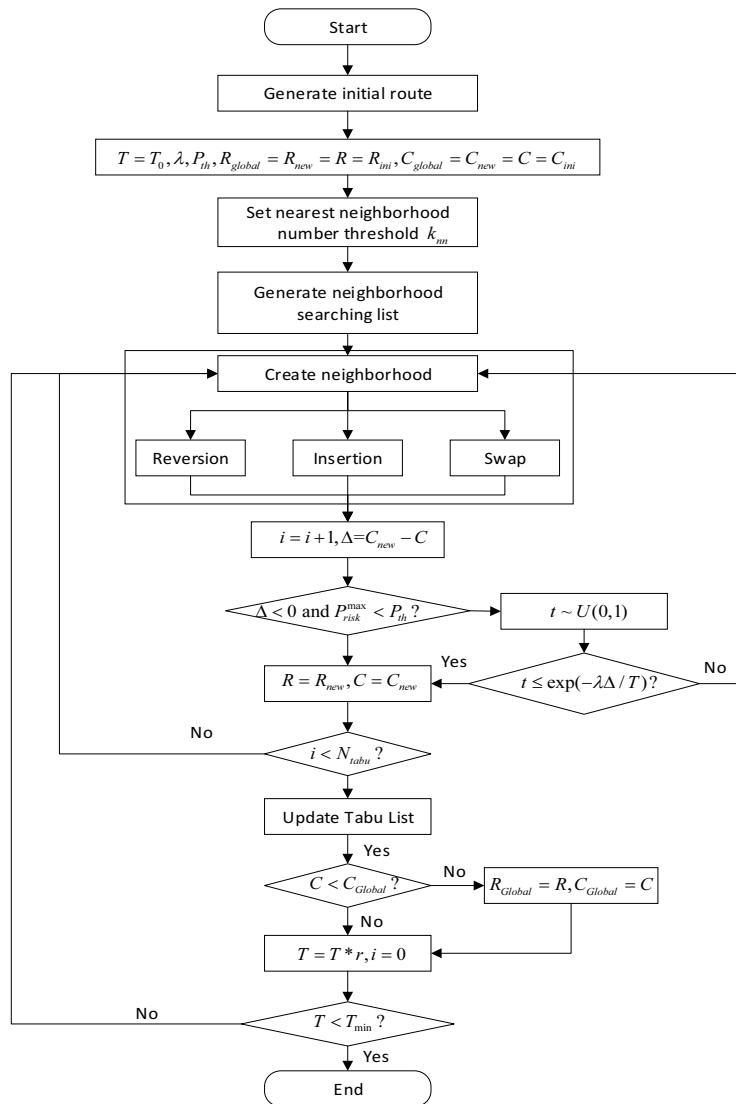 Start
Generate initial route
T = T₀, λ, P_th, R_global = R_new = R = R_ini, C_global = C_new = C = C_ini
Set nearest neighborhood
number threshold k_nn
Generate neighborhood
searching list
Create neighborhood
Reversion
Insertion
Swap
i = i+1, Δ=C_new − C
Δ < 0 and P_risk^max < P_th ?
t ~ U(0,1)
Yes
No
R = R_new, C = C_new
t ≤ exp(−λΔ / T)?
No
i < N_tabu ?
Update Tabu List
Yes
No
C < C_Global ?
R_Global = R, C_Global = C
No
T = T * r, i = 0
No
T < T_min ?
Yes
End